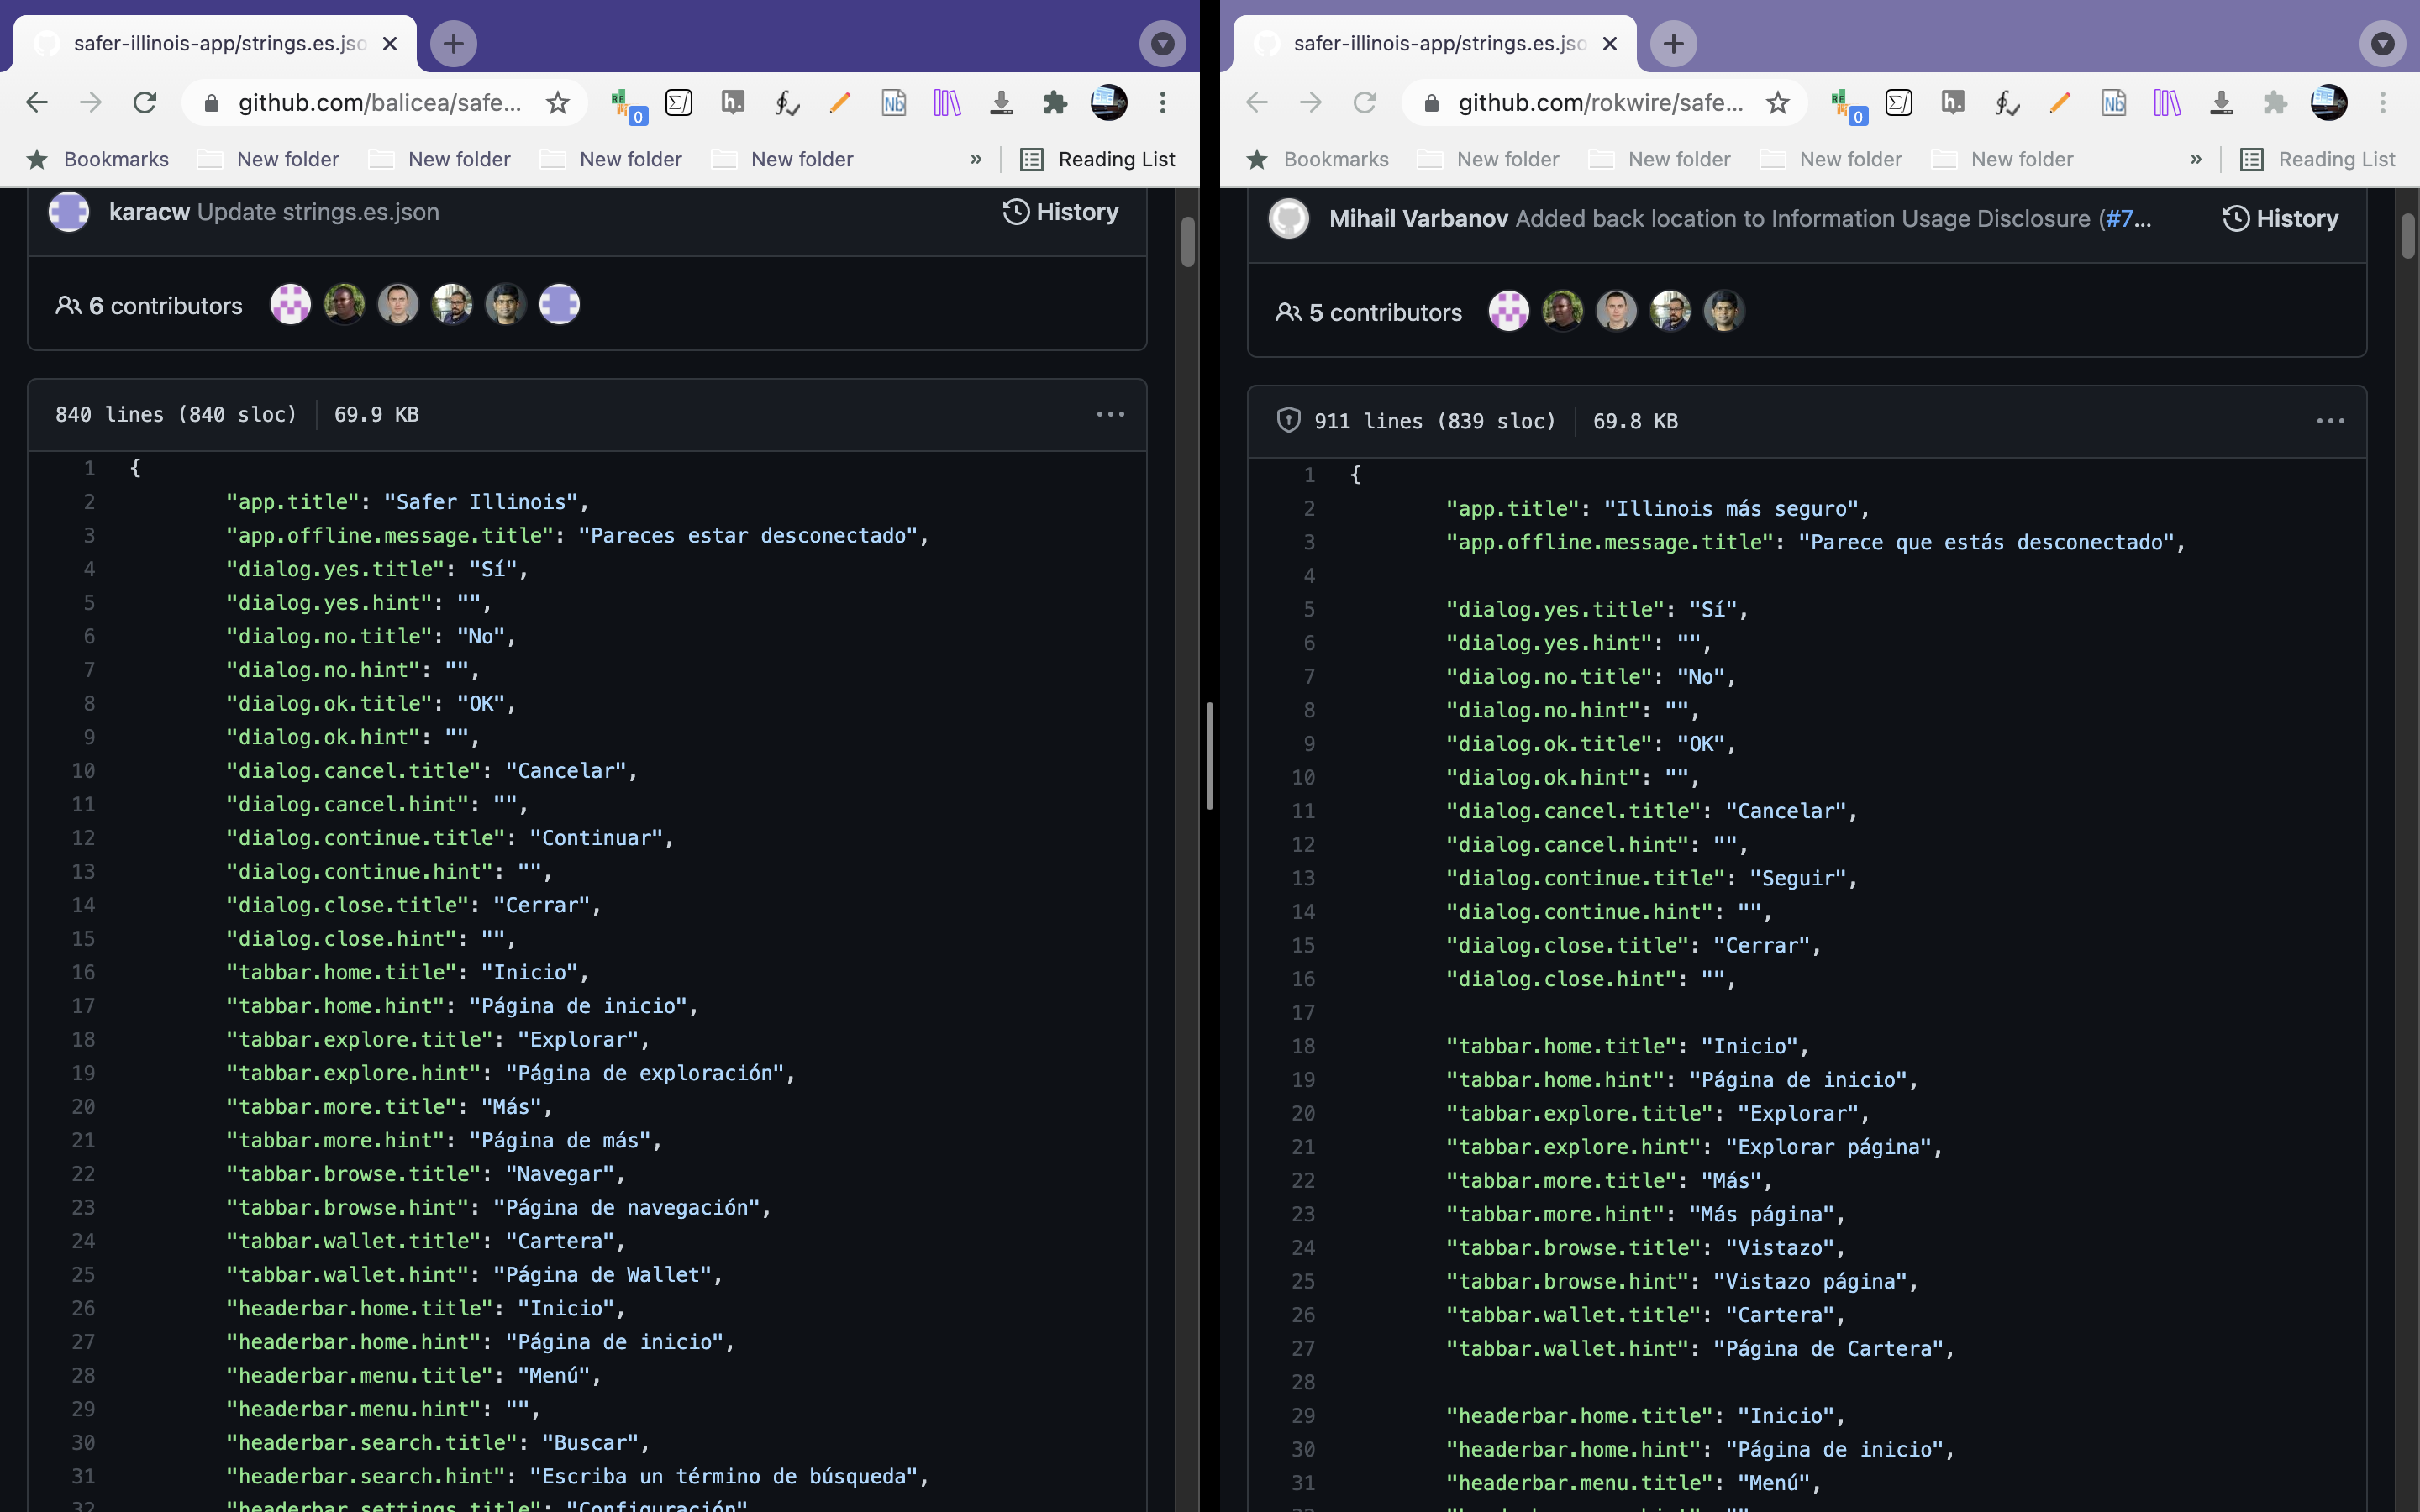 safer-illinois-app/strings.es.jso
github.com/balicea/safe...
0
Bookmarks
New folder
New folder
New folder
New folder
»
Reading List
karacw Update strings.es.json
History
6 contributors
840 lines (840 sloc)
69.9 KB
1 {
2 "app.title": "Safer Illinois",
3 "app.offline.message.title": "Pareces estar desconectado",
4 "dialog.yes.title": "Sí",
5 "dialog.yes.hint": "",
6 "dialog.no.title": "No",
7 "dialog.no.hint": "",
8 "dialog.ok.title": "OK",
9 "dialog.ok.hint": "",
10 "dialog.cancel.title": "Cancelar",
11 "dialog.cancel.hint": "",
12 "dialog.continue.title": "Continuar",
13 "dialog.continue.hint": "",
14 "dialog.close.title": "Cerrar",
15 "dialog.close.hint": "",
16 "tabbar.home.title": "Inicio",
17 "tabbar.home.hint": "Página de inicio",
18 "tabbar.explore.title": "Explorar",
19 "tabbar.explore.hint": "Página de exploración",
20 "tabbar.more.title": "Más",
21 "tabbar.more.hint": "Página de más",
22 "tabbar.browse.title": "Navegar",
23 "tabbar.browse.hint": "Página de navegación",
24 "tabbar.wallet.title": "Cartera",
25 "tabbar.wallet.hint": "Página de Wallet",
26 "headerbar.home.title": "Inicio",
27 "headerbar.home.hint": "Página de inicio",
28 "headerbar.menu.title": "Menú",
29 "headerbar.menu.hint": "",
30 "headerbar.search.title": "Buscar",
31 "headerbar.search.hint": "Escriba un término de búsqueda",
32 "headerbar.settings.title": "Configuración"
safer-illinois-app/strings.es.jso
github.com/rokwire/safe...
0
Bookmarks
New folder
New folder
New folder
New folder
»
Reading List
Mihail Varbanov Added back location to Information Usage Disclosure (#7...
History
5 contributors
911 lines (839 sloc)
69.8 KB
1 {
2 "app.title": "Illinois más seguro",
3 "app.offline.message.title": "Parece que estás desconectado",
4
5 "dialog.yes.title": "Sí",
6 "dialog.yes.hint": "",
7 "dialog.no.title": "No",
8 "dialog.no.hint": "",
9 "dialog.ok.title": "OK",
10 "dialog.ok.hint": "",
11 "dialog.cancel.title": "Cancelar",
12 "dialog.cancel.hint": "",
13 "dialog.continue.title": "Seguir",
14 "dialog.continue.hint": "",
15 "dialog.close.title": "Cerrar",
16 "dialog.close.hint": "",
17
18 "tabbar.home.title": "Inicio",
19 "tabbar.home.hint": "Página de inicio",
20 "tabbar.explore.title": "Explorar",
21 "tabbar.explore.hint": "Explorar página",
22 "tabbar.more.title": "Más",
23 "tabbar.more.hint": "Más página",
24 "tabbar.browse.title": "Vistazo",
25 "tabbar.browse.hint": "Vistazo página",
26 "tabbar.wallet.title": "Cartera",
27 "tabbar.wallet.hint": "Página de Cartera",
28
29 "headerbar.home.title": "Inicio",
30 "headerbar.home.hint": "Página de inicio",
31 "headerbar.menu.title": "Menú",